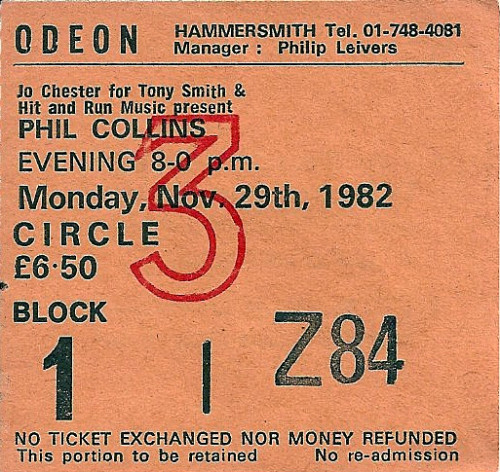 ODEON HAMMERSMITH Tel. 01-748-4081
Manager : Philip Leivers
Jo Chester for Tony Smith &
Hit and Run Music present
PHIL COLLINS
EVENING 8-0 p.m.
Monday, Nov. 29th, 1982
CIRCLE
£6·50
3
BLOCK
1 | Z84
NO TICKET EXCHANGED NOR MONEY REFUNDED
This portion to be retained No re-admission